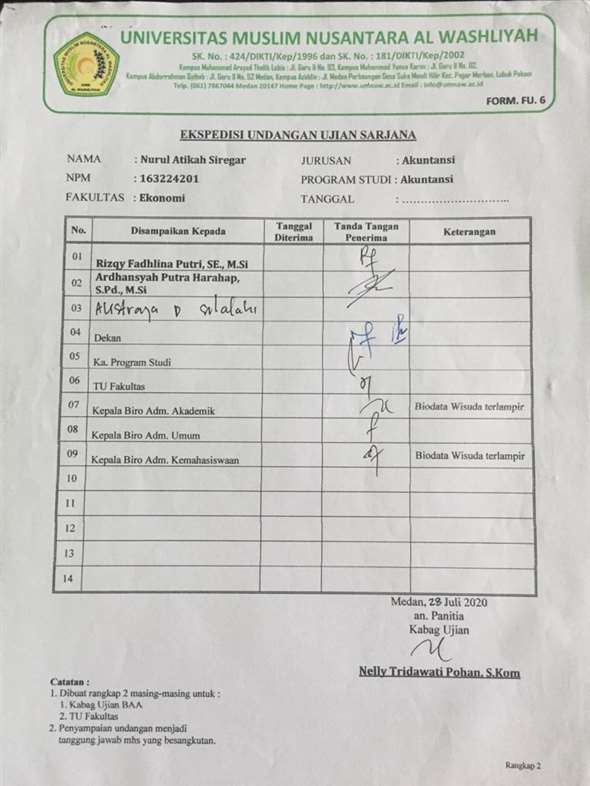 UNIVERSITAS MUSLIM NUSANTARA AL WASHLIYAH
SK. No. : 424/DIKTI/Kep/1996 dan SK. No. : 181/DIKTI/Kep/2002
Kampus Muhammad Arsyad Thalib Lubis : Jl. Garu II No. 93, Kampus Muhammad Yunus Karim : Jl. Garu II No. 02,
Kampus Abdurrahman Syihab : Jl. Garu II No. 52 Medan, Kampus Aziddin : Jl. Medan Perbaungan Desa Suka Mandi Hilir Kec. Pagar Merbau, Lubuk Pakam
Telp. (061) 7867044 Medan 20147 Home Page : http://www.umnaw.ac.id Email : info@umnaw.ac.id
FORM. FU. 6
EKSPEDISI UNDANGAN UJIAN SARJANA
NAMA : Nurul Atikah Siregar JURUSAN : Akuntansi
NPM : 163224201 PROGRAM STUDI : Akuntansi
FAKULTAS : Ekonomi TANGGAL : ...............................
No. Disampaikan Kepada Tanggal Diterima Tanda Tangan Penerima Keterangan
01 Rizqy Fadhlina Putri, SE., M.Si
02 Ardhansyah Putra Harahap,
S.Pd., M.Si
03
04 Dekan
05 Ka. Program Studi
06 TU Fakultas
07 Kepala Biro Adm. Akademik Biodata Wisuda terlampir
08 Kepala Biro Adm. Umum
09 Kepala Biro Adm. Kemahasiswaan Biodata Wisuda terlampir
10
11
12
13
14
Medan, 28 Juli 2020
an. Panitia
Kabag Ujian
Nelly Tridawati Pohan, S.Kom
Catatan :
1. Dibuat rangkap 2 masing-masing untuk :
1. Kabag Ujian BAA
2. TU Fakultas
2. Penyampaian undangan menjadi
tanggung jawab mhs yang besangkutan.
Rangkap 2